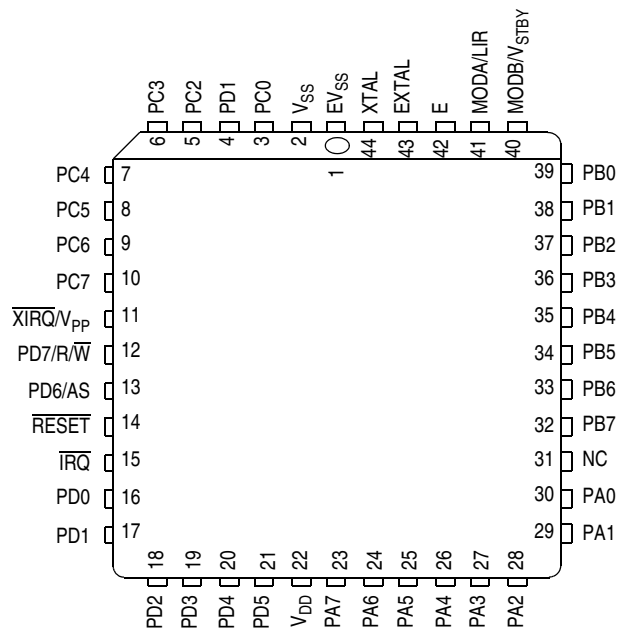 PC3
PC2
PD1
PC0
VSS
EVSS
XTAL
EXTAL
E
MODA/LIR
MODB/VSTBY
6
5
4
3
2
1
44
43
42
41
40
PC4 7
PC5 8
PC6 9
PC7 10
XIRQ/VPP 11
PD7/R/W 12
PD6/AS 13
RESET 14
IRQ 15
PD0 16
PD1 17
39 PB0
38 PB1
37 PB2
36 PB3
35 PB4
34 PB5
33 PB6
32 PB7
31 NC
30 PA0
29 PA1
18
19
20
21
22
23
24
25
26
27
28
PD2
PD3
PD4
PD5
VDD
PA7
PA6
PA5
PA4
PA3
PA2